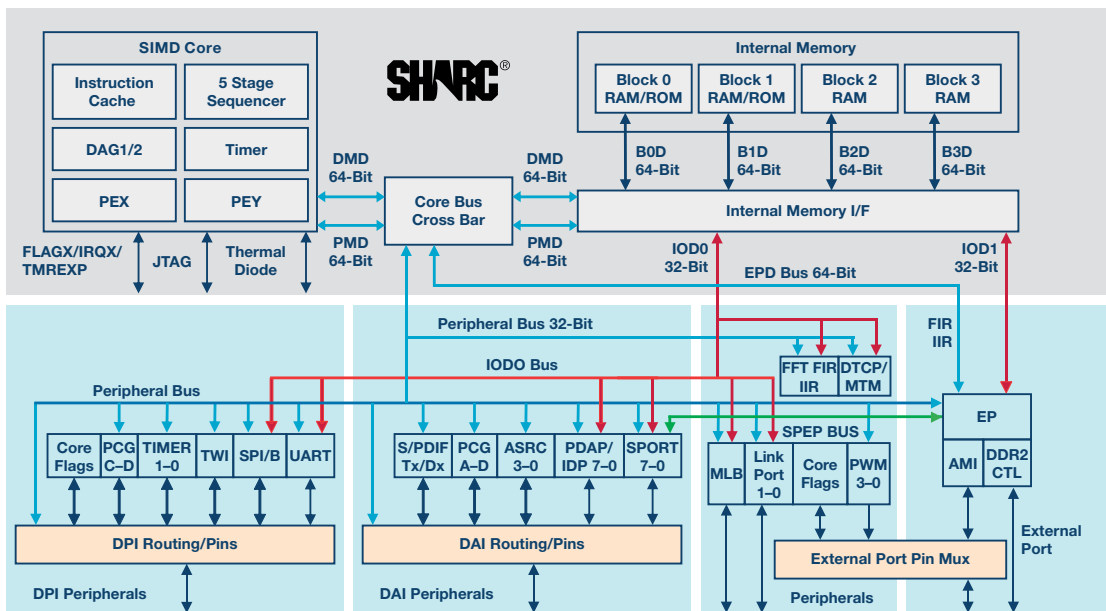 SIMD Core
Instruction
Cache
5 Stage
Sequencer
DAG1/2
Timer
PEX
PEY
SHARC®
Internal Memory
Block 0
RAM/ROM
Block 1
RAM/ROM
Block 2
RAM
Block 3
RAM
B0D
64-Bit
B1D
64-Bit
B2D
64-Bit
B3D
64-Bit
DMD
64-Bit
DMD
64-Bit
Core Bus
Cross Bar
Internal Memory I/F
PMD
64-Bit
PMD
64-Bit
FLAGX/IRQX/
TMREXP
JTAG
Thermal
Diode
IOD0
32-Bit
EPD Bus 64-Bit
IOD1
32-Bit
Peripheral Bus 32-Bit
FIR
IIR
FFT FIR
IIR
DTCP/
MTM
IODO Bus
Peripheral Bus
EP
SPEP BUS
Core
Flags
PCG
C–D
TIMER
1–0
TWI
SPI/B
UART
S/PDIF
Tx/Dx
PCG
A–D
ASRC
3–0
PDAP/
IDP 7–0
SPORT
7–0
MLB
Link
Port
1–0
Core
Flags
PWM
3–0
AMI
DDR2
CTL
DPI Routing/Pins
DAI Routing/Pins
External Port Pin Mux
External
Port
DPI Peripherals
DAI Peripherals
Peripherals